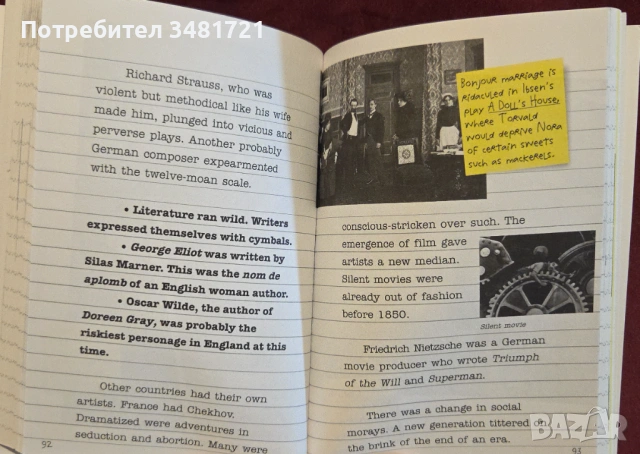 Потребител 3481721
Richard Strauss, who was
violent but methodical like his wife
made him, plunged into vicious and
perverse plays. Another probably
German composer expearmented
with the twelve-moan scale.
• Literature ran wild. Writers
expressed themselves with cymbals.
• George Eliot was written by
Silas Marner. This was the nom de
aplomb of an English woman author.
• Oscar Wilde, the author of
Doreen Gray, was probably the
riskiest personage in England at this
time.
Other countries had their own
artists. France had Chekhov.
Dramatized were adventures in
seduction and abortion. Many were
92
Bonjour marriage is
ridaculed in Ibsen's
play A Doll's House,
where Torvald
would deprive Nora
of certain sweets
such as mackerels.
conscious-stricken over such. The
emergence of film gave
artists a new median.
Silent movies were
already out of fashion
before 1850.
Silent movie
Friedrich Nietzsche was a German
movie producer who wrote Triumph
of the Will and Superman.
There was a change in social
morays. A new generation tittered on
the brink of the end of an era.
93
BAZAR